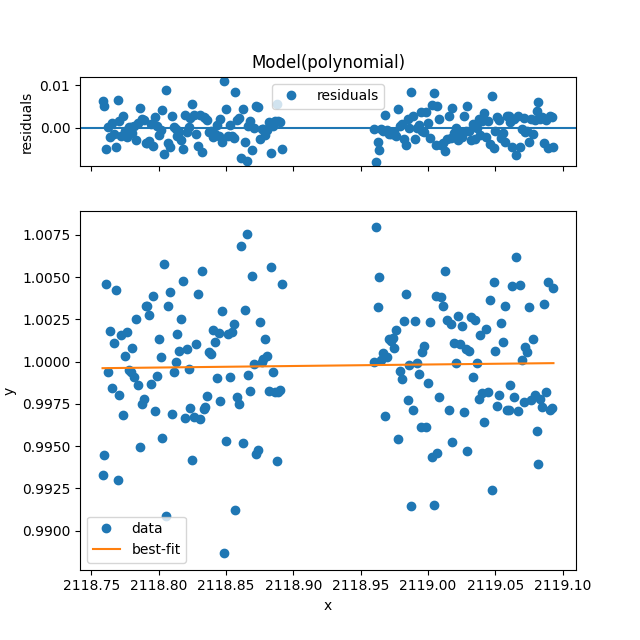 Model(polynomial)
0.01
0.00
residuals
residuals
1.0075
1.0050
1.0025
1.0000
0.9975
0.9950
0.9925
0.9900
y
data
best-fit
2118.75 2118.80 2118.85 2118.90 2118.95 2119.00 2119.05 2119.10
x